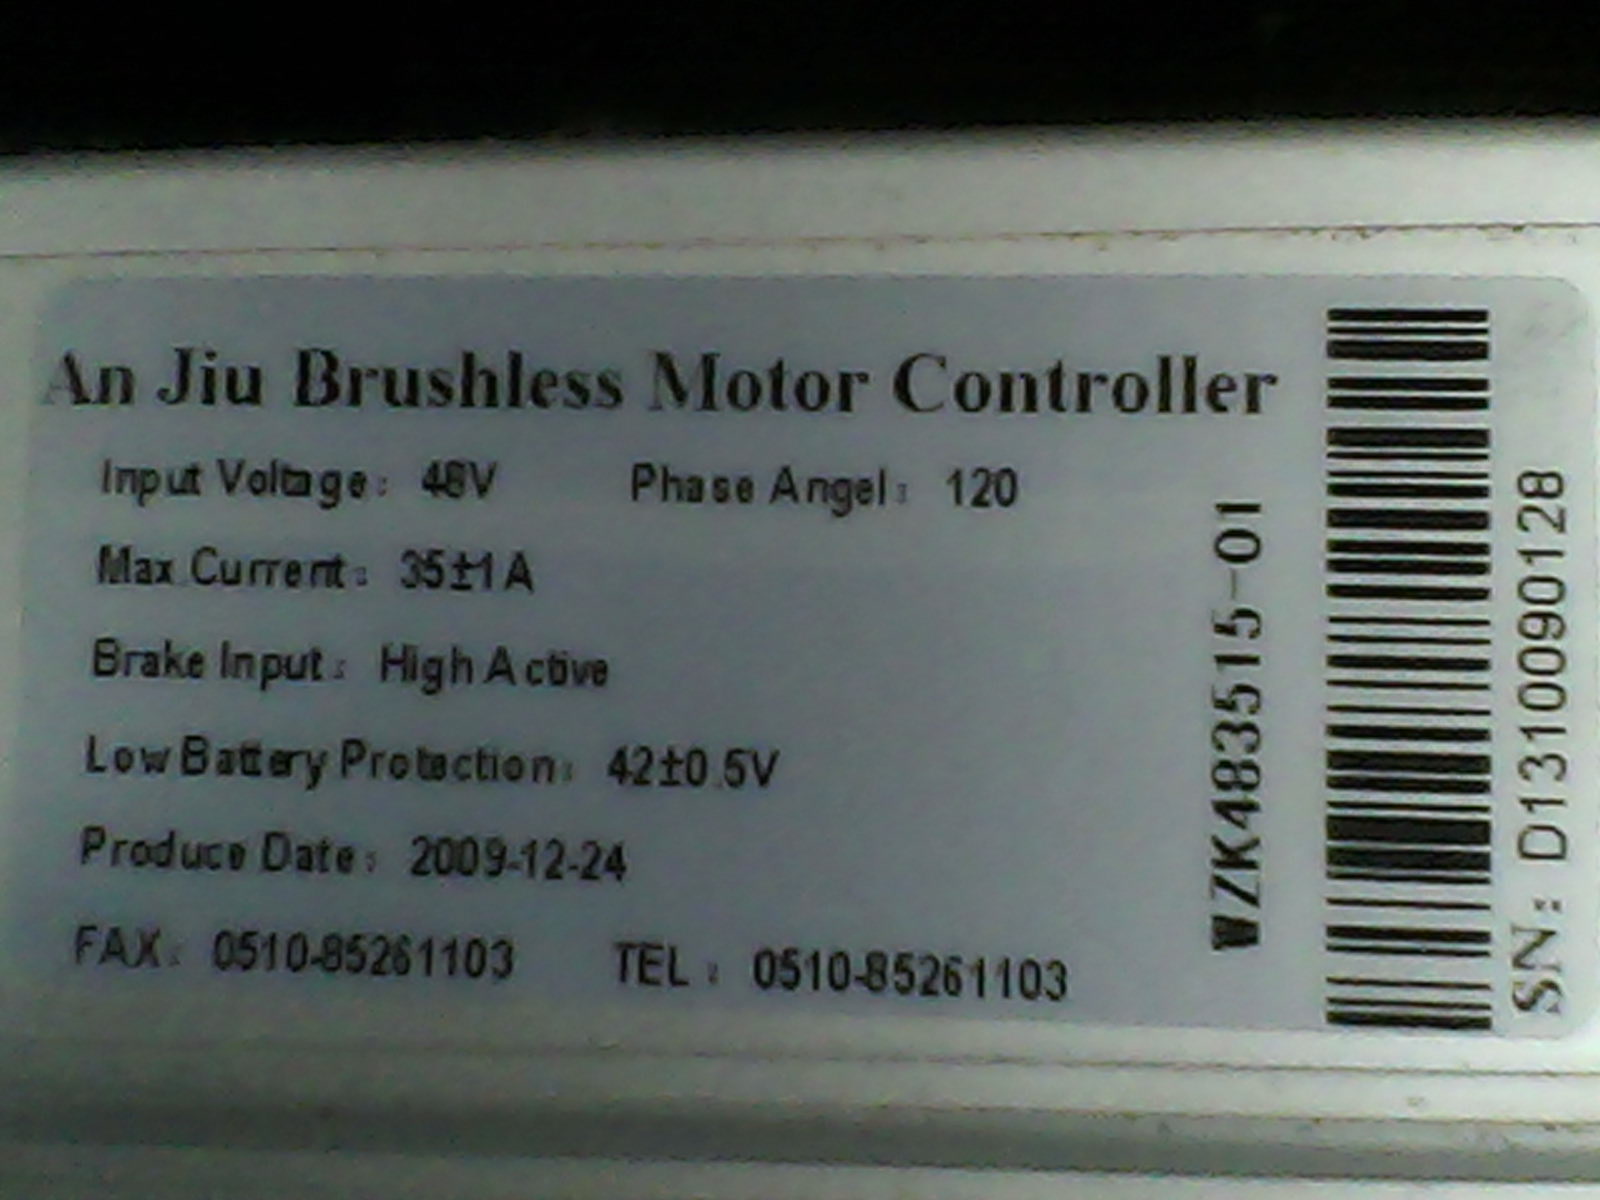 An Jiu Brushless Motor Controller
Input Voltage: 48V Phase Angel: 120
Max Current: 35±1A
Brake Input: High Active
Low Battery Protection: 42±0.5V
Produce Date: 2009-12-24
FAX: 0510-85261103 TEL: 0510-85261103
WZK483515-01
SN: D1310090128